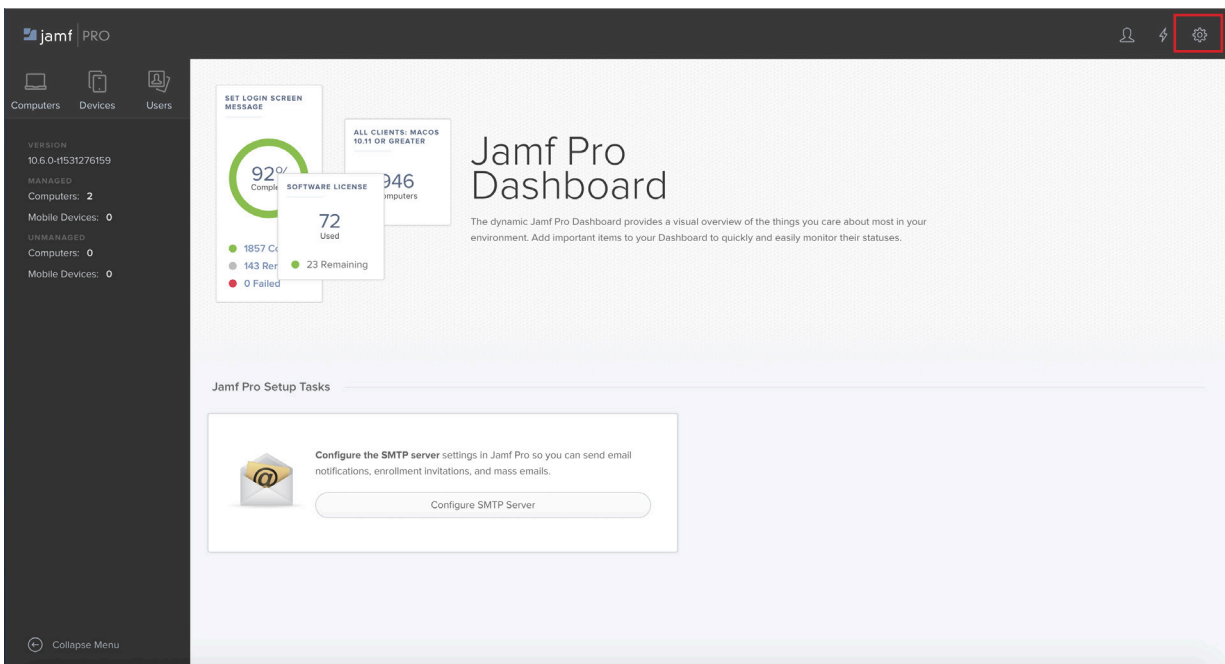 jamf PRO
Computers Devices Users
VERSION
10.6.0-t1531276159
MANAGED
Computers: 2
Mobile Devices: 0
UNMANAGED
Computers: 0
Mobile Devices: 0
Collapse Menu
SET LOGIN SCREEN
MESSAGE
92%
1857
143
0 Failed
ALL CLIENTS: MACOS
10.11 OR GREATER
946
SOFTWARE LICENSE
72
Used
23 Remaining
Jamf Pro
Dashboard
The dynamic Jamf Pro Dashboard provides a visual overview of the things you care about most in your
environment. Add important items to your Dashboard to quickly and easily monitor their statuses.
Jamf Pro Setup Tasks
Configure the SMTP server settings in Jamf Pro so you can send email
notifications, enrollment invitations, and mass emails.
Configure SMTP Server